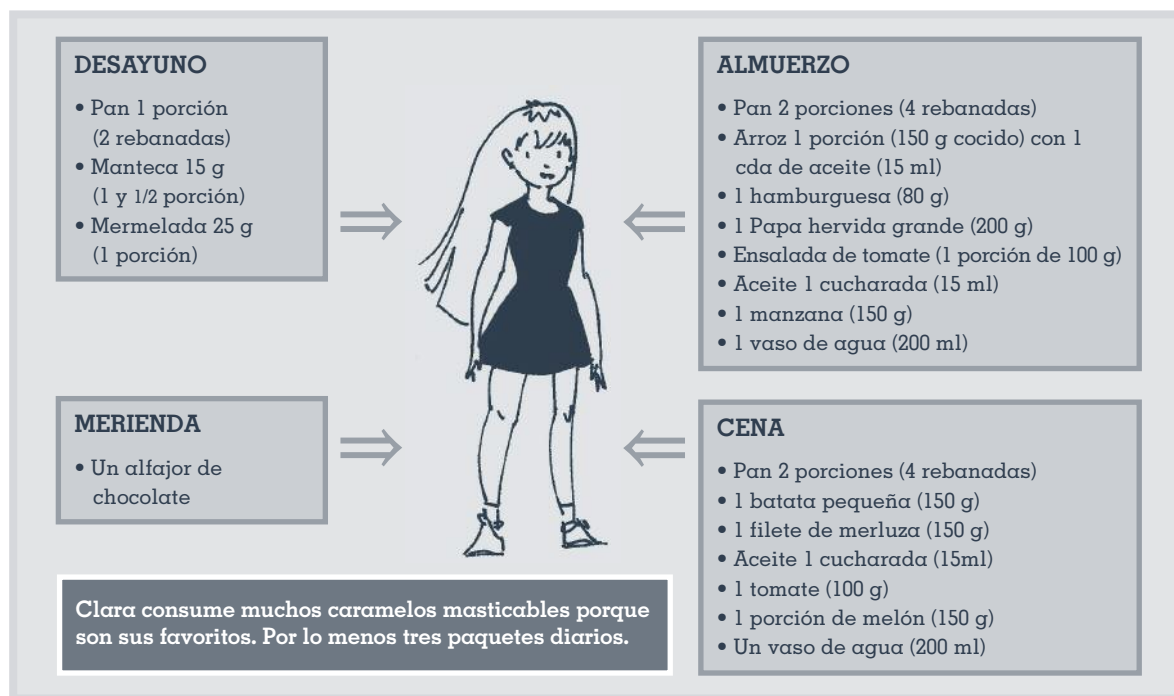 DESAYUNO
• Pan 1 porción
(2 rebanadas)
• Manteca 15 g
(1 y 1/2 porción)
• Mermelada 25 g
(1 porción)
ALMUERZO
• Pan 2 porciones (4 rebanadas)
• Arroz 1 porción (150 g cocido) con 1
cda de aceite (15 ml)
• 1 hamburguesa (80 g)
• 1 Papa hervida grande (200 g)
• Ensalada de tomate (1 porción de 100 g)
• Aceite 1 cucharada (15 ml)
• 1 manzana (150 g)
• 1 vaso de agua (200 ml)
MERIENDA
• Un alfajor de
chocolate
CENA
• Pan 2 porciones (4 rebanadas)
• 1 batata pequeña (150 g)
• 1 filete de merluza (150 g)
• Aceite 1 cucharada (15ml)
• 1 tomate (100 g)
• 1 porción de melón (150 g)
• Un vaso de agua (200 ml)
Clara consume muchos caramelos masticables porque
son sus favoritos. Por lo menos tres paquetes diarios.